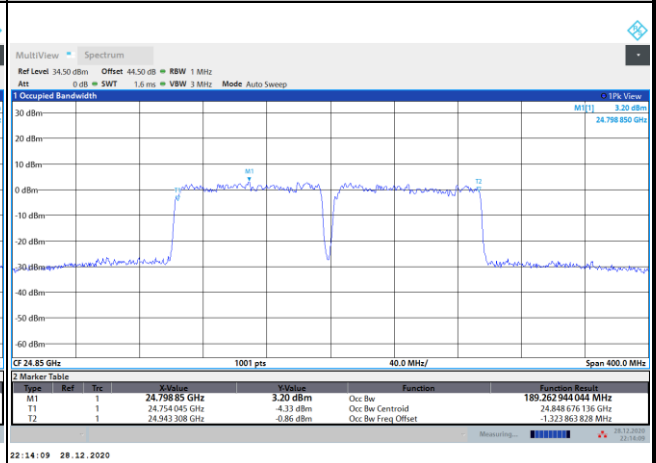 MultiView Spectrum
Ref Level 34.50 dBm Offset 44.50 dB RBW 1 MHz
Att 0 dB SWT 1.6 ms VBW 3 MHz Mode Auto Sweep
1 Occupied Bandwidth 1Pk View
M1[1] 3.20 dBm
24.798 850 GHz
30 dBm
20 dBm
10 dBm
M1
T1
T2
0 dBm
-10 dBm
-20 dBm
-30 dBm
-40 dBm
-50 dBm
-60 dBm
CF 24.85 GHz 1001 pts 40.0 MHz/ Span 400.0 MHz
2 Marker Table
Type Ref Trc X-Value Y-Value Function Function Result
M1 1 24.798 85 GHz 3.20 dBm Occ Bw 189.262 944 044 MHz
T1 1 24.754 045 GHz -4.33 dBm Occ Bw Centroid 24.848 676 136 GHz
T2 1 24.943 308 GHz -0.86 dBm Occ Bw Freq Offset -1.323 863 828 MHz
Measuring... 28.12.2020
22:14:09
22:14:09 28.12.2020